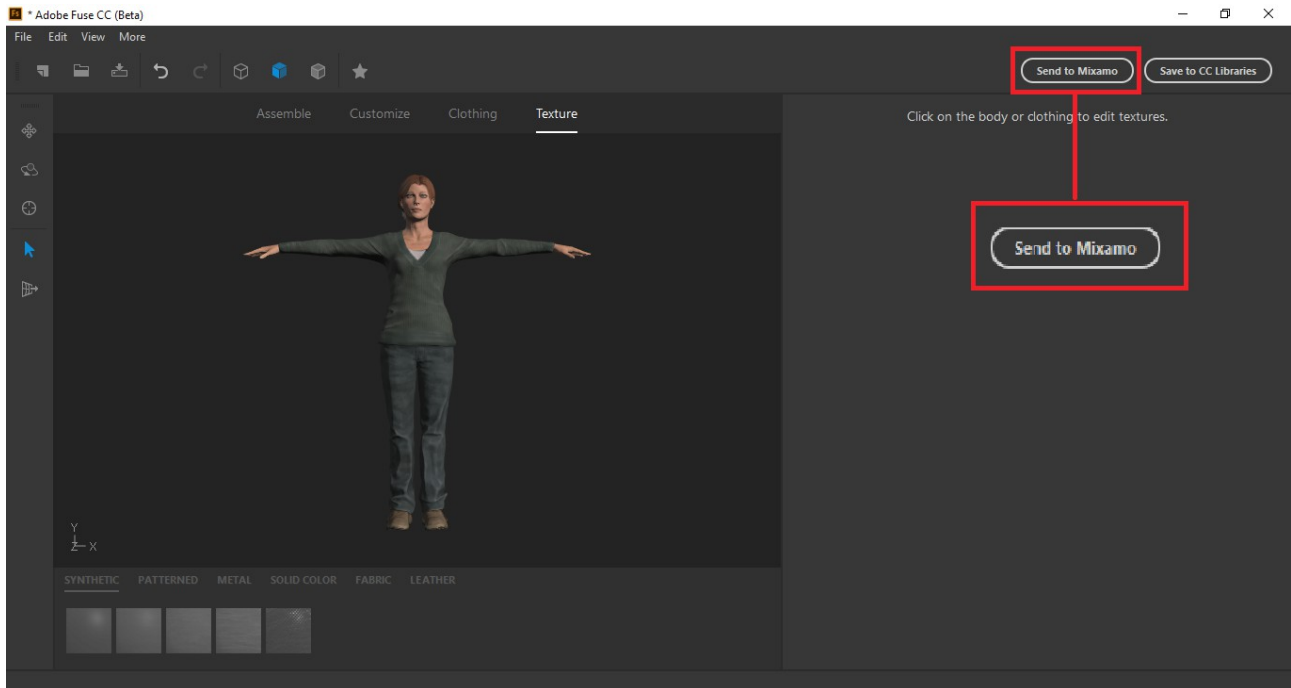 * Adobe Fuse CC (Beta)
File Edit View More
Send to Mixamo Save to CC Libraries
Assemble Customize Clothing Texture
Click on the body or clothing to edit textures.
Send to Mixamo
Y
Z X
SYNTHETIC PATTERNED METAL SOLID COLOR FABRIC LEATHER